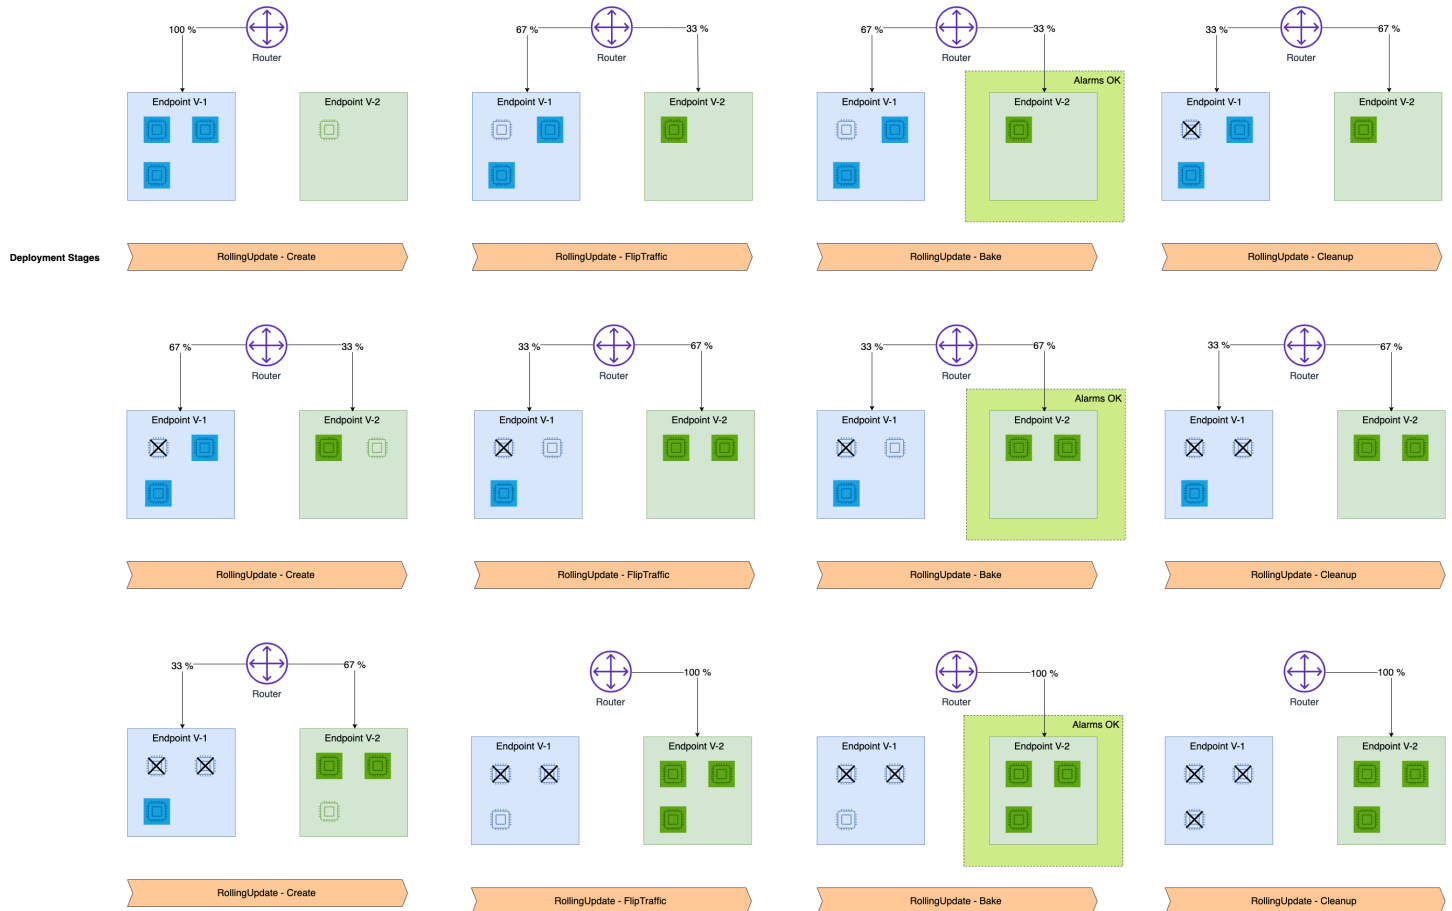 100 %
Router
Endpoint V-1
Endpoint V-2
67 %
33 %
Router
Endpoint V-1
Endpoint V-2
67 %
33 %
Router
Alarms OK
Endpoint V-1
Endpoint V-2
33 %
67 %
Router
Endpoint V-1
Endpoint V-2
Deployment Stages
RollingUpdate - Create
RollingUpdate - FlipTraffic
RollingUpdate - Bake
RollingUpdate - Cleanup
67 %
33 %
Router
Endpoint V-1
Endpoint V-2
33 %
67 %
Router
Endpoint V-1
Endpoint V-2
33 %
67 %
Router
Alarms OK
Endpoint V-1
Endpoint V-2
33 %
67 %
Router
Endpoint V-1
Endpoint V-2
RollingUpdate - Create
RollingUpdate - FlipTraffic
RollingUpdate - Bake
RollingUpdate - Cleanup
33 %
67 %
Router
Endpoint V-1
Endpoint V-2
100 %
Router
Endpoint V-1
Endpoint V-2
100 %
Router
Alarms OK
Endpoint V-1
Endpoint V-2
100 %
Router
Endpoint V-1
Endpoint V-2
RollingUpdate - Create
RollingUpdate - FlipTraffic
RollingUpdate - Bake
RollingUpdate - Cleanup